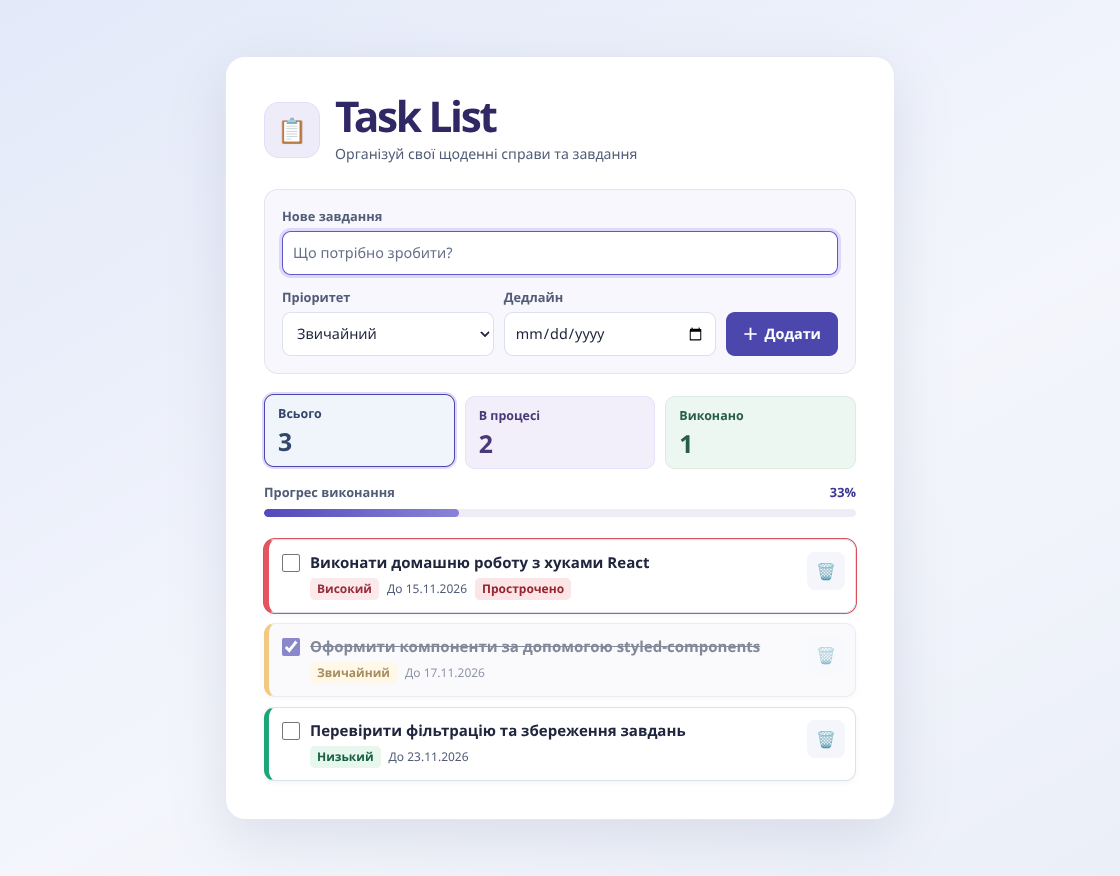 Task List
Організуй свої щоденні справи та завдання
Нове завдання
Що потрібно зробити?
Пріоритет
Дедлайн
Звичайний
mm/dd/yyyy
+ Додати
Всього
3
В процесі
2
Виконано
1
Прогрес виконання
33%
Виконати домашню роботу з хуками React
Високий До 15.11.2026 Прострочено
Оформити компоненти за допомогою styled-components
Звичайний До 17.11.2026
Перевірити фільтрацію та збереження завдань
Низький До 23.11.2026